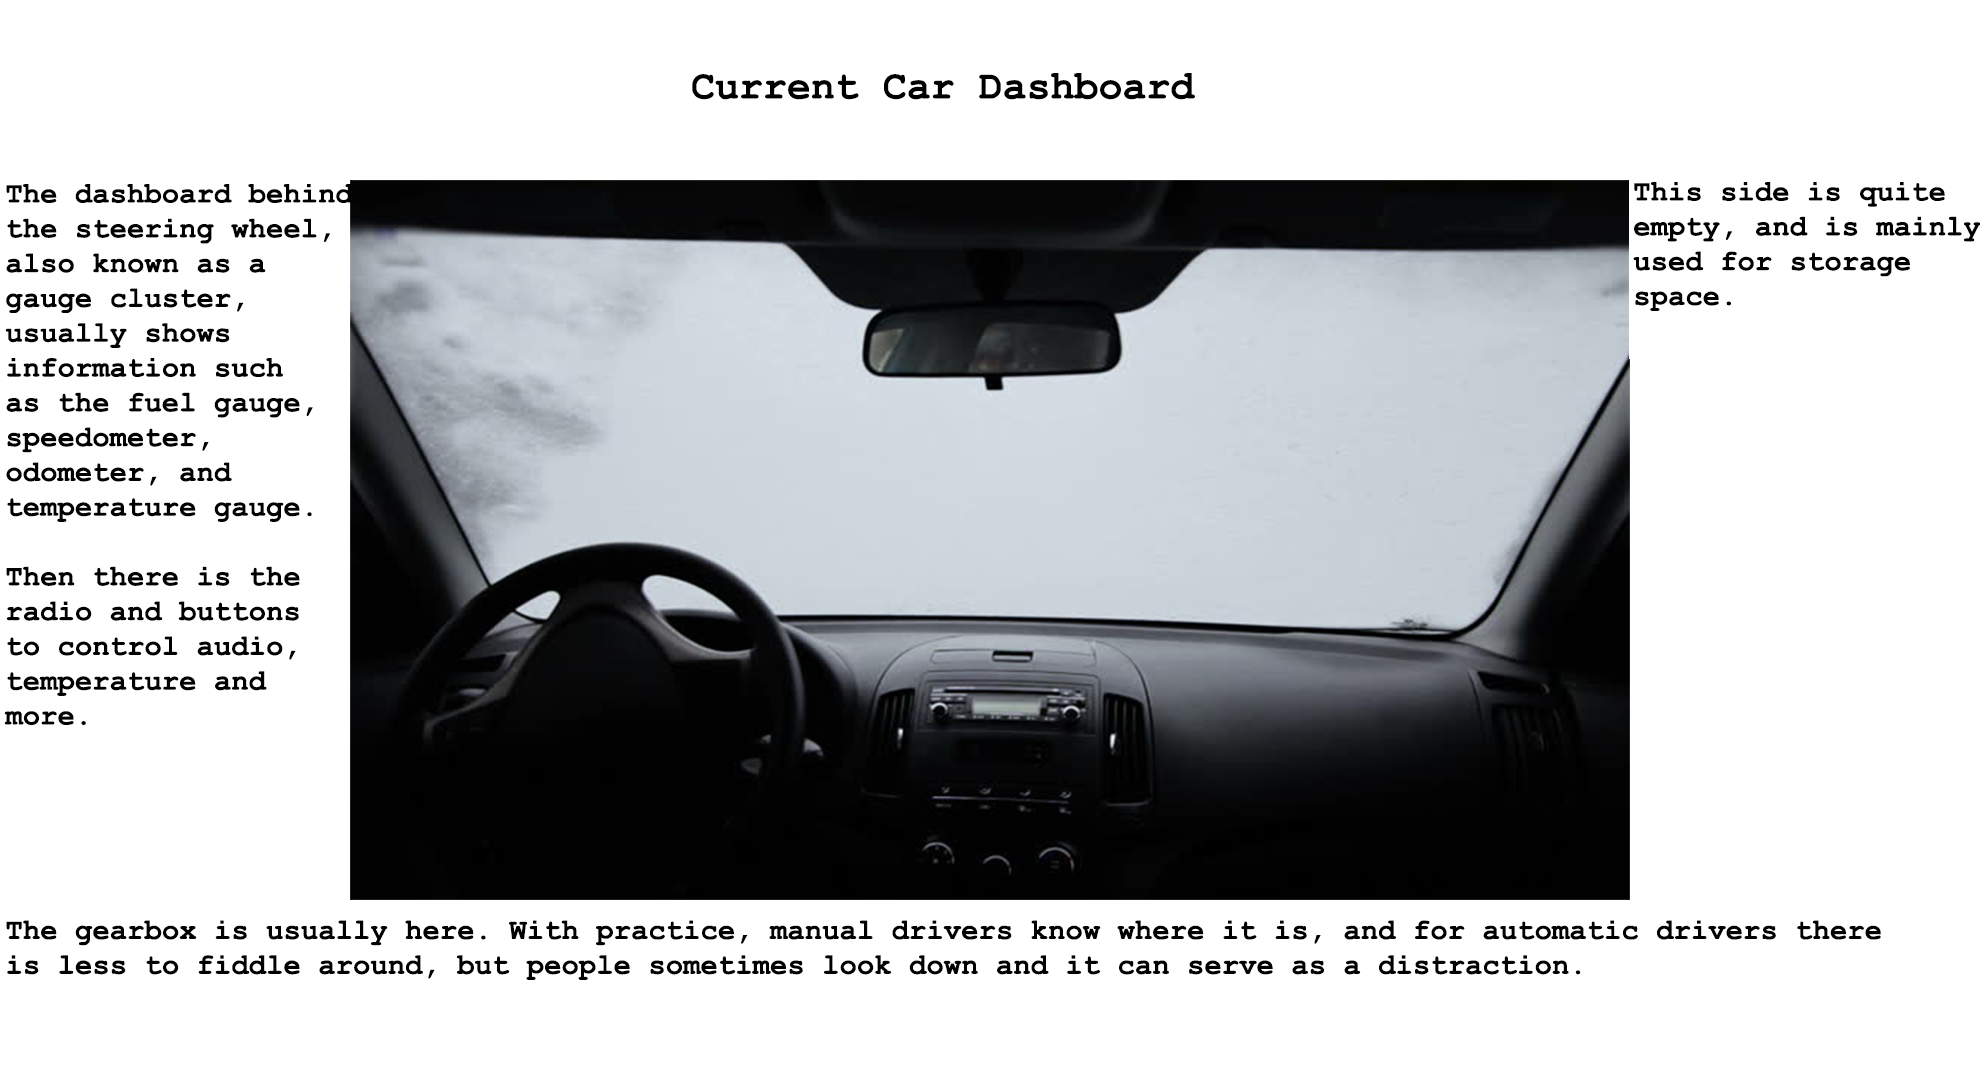 Current Car Dashboard
The dashboard behind
the steering wheel,
also known as a
gauge cluster,
usually shows
information such
as the fuel gauge,
speedometer,
odometer, and
temperature gauge.
Then there is the
radio and buttons
to control audio,
temperature and
more.
This side is quite
empty, and is mainly
used for storage
space.
The gearbox is usually here. With practice, manual drivers know where it is, and for automatic drivers there
is less to fiddle around, but people sometimes look down and it can serve as a distraction.